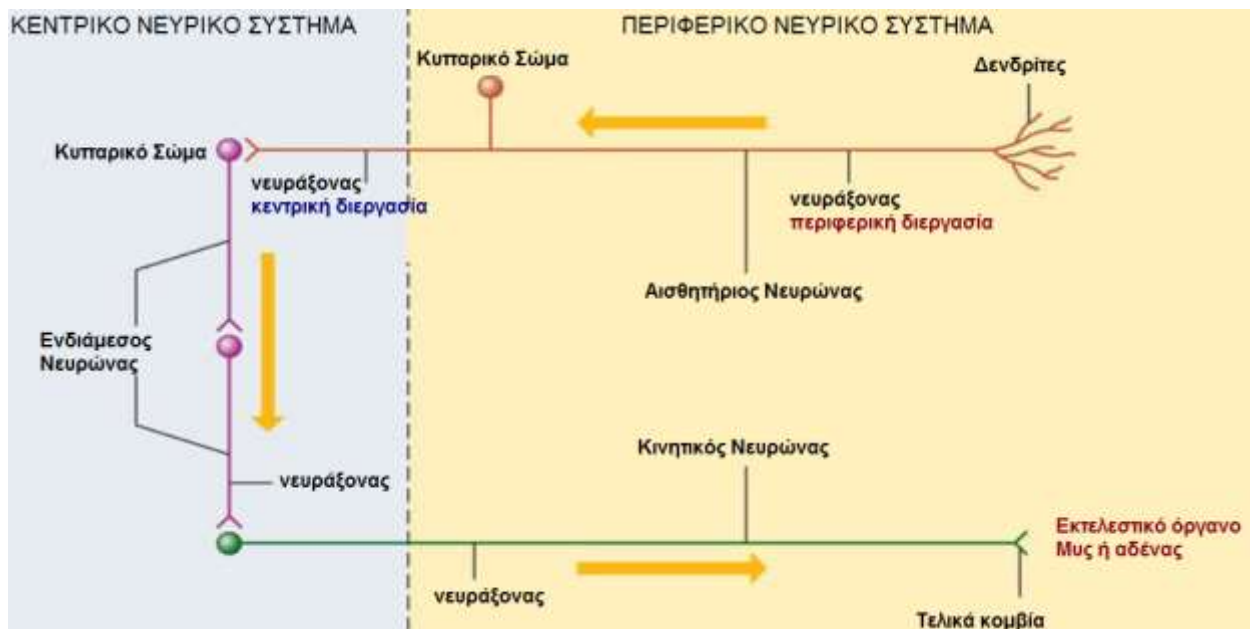 ΚΕΝΤΡΙΚΟ ΝΕΥΡΙΚΟ ΣΥΣΤΗΜΑ
ΠΕΡΙΦΕΡΙΚΟ ΝΕΥΡΙΚΟ ΣΥΣΤΗΜΑ
Κυτταρικό Σώμα
Δενδρίτες
Κυτταρικό Σώμα
νευράξονας
κεντρική διεργασία
νευράξονας
περιφερική διεργασία
Αισθητήριος Νευρώνας
Ενδιάμεσος
Νευρώνας
Κινητικός Νευρώνας
νευράξονας
Εκτελεστικό όργανο
Μυς ή αδένας
νευράξονας
Τελικά κομβία